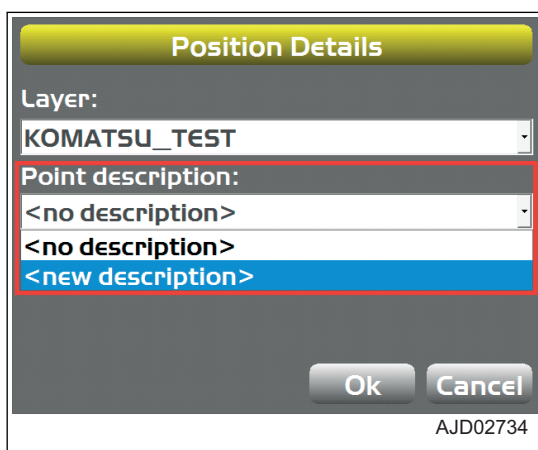 Position Details
Layer:
KOMATSU_TEST
Point description:
<no description>
<no description>
<new description>
Ok Cancel
AJD02734